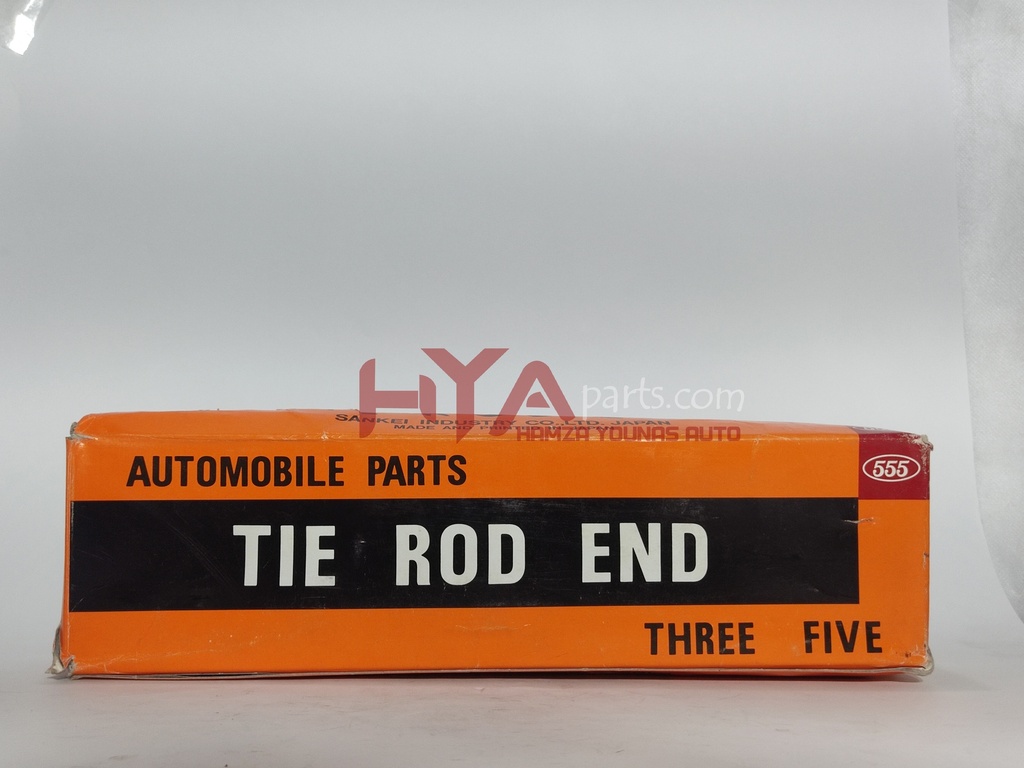 HYAparts.com
SANKEI INDUSTRY CO.,LTD. JAPAN
HAMZA YOUNAS AUTO
AUTOMOBILE PARTS
555
TIE ROD END
THREE FIVE